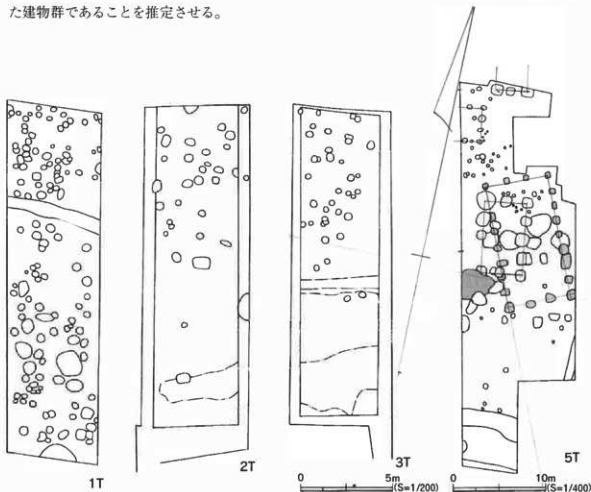 た建物群であることを推定させる。
1T
2T
3T
5T
0 5m
(S=1/200)
0 10m
(S=1/400)